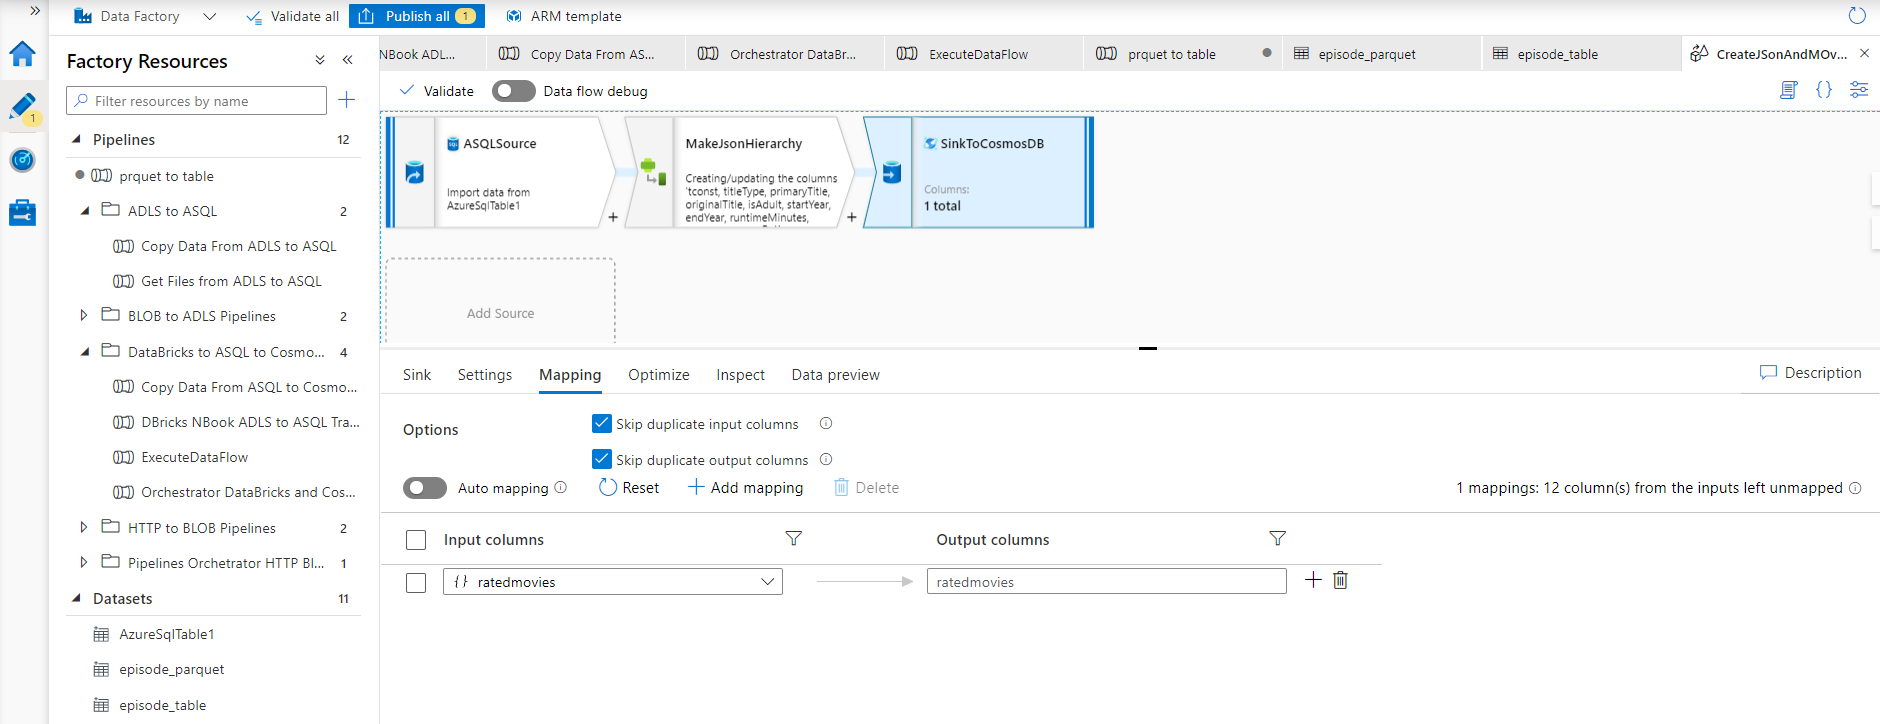 »
Data Factory
Validate all
Publish all 1
ARM template
1
Factory Resources
Filter resources by name
Pipelines 12
prquet to table
ADLS to ASQL 2
Copy Data From ADLS to ASQL
Get Files from ADLS to ASQL
BLOB to ADLS Pipelines 2
DataBricks to ASQL to Cosmo... 4
Copy Data From ASQL to Cosmo...
DBricks NBook ADLS to ASQL Tra...
ExecuteDataFlow
Orchestrator DataBricks and Cos...
HTTP to BLOB Pipelines 2
Pipelines Orchetrator HTTP Bl... 1
Datasets 11
AzureSqlTable1
episode_parquet
episode_table
NBook ADL...
Copy Data From AS...
Orchestrator DataBr...
ExecuteDataFlow
prquet to table
episode_parquet
episode_table
CreateJSonAndMOv...
Validate
Data flow debug
{}
SQL
ASQLSource
Import data from
AzureSqlTable1
+
MakeJsonHierarchy
Creating/updating the columns
'tconst, titleType, primaryTitle,
originalTitle, isAdult, startYear,
endYear, runtimeMinutes,
+
SinkToCosmosDB
Columns:
1 total
Add Source
Sink
Settings
Mapping
Optimize
Inspect
Data preview
Description
Options
Skip duplicate input columns
Skip duplicate output columns
Auto mapping
Reset
Add mapping
Delete
1 mappings: 12 column(s) from the inputs left unmapped
Input columns
Output columns
{} ratedmovies
ratedmovies